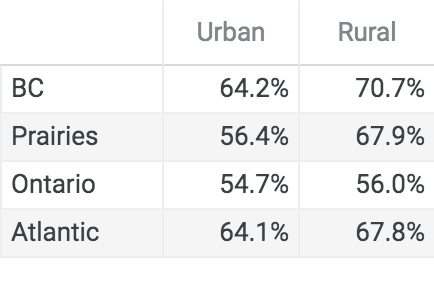 Urban Rural
BC 64.2% 70.7%
Prairies 56.4% 67.9%
Ontario 54.7% 56.0%
Atlantic 64.1% 67.8%